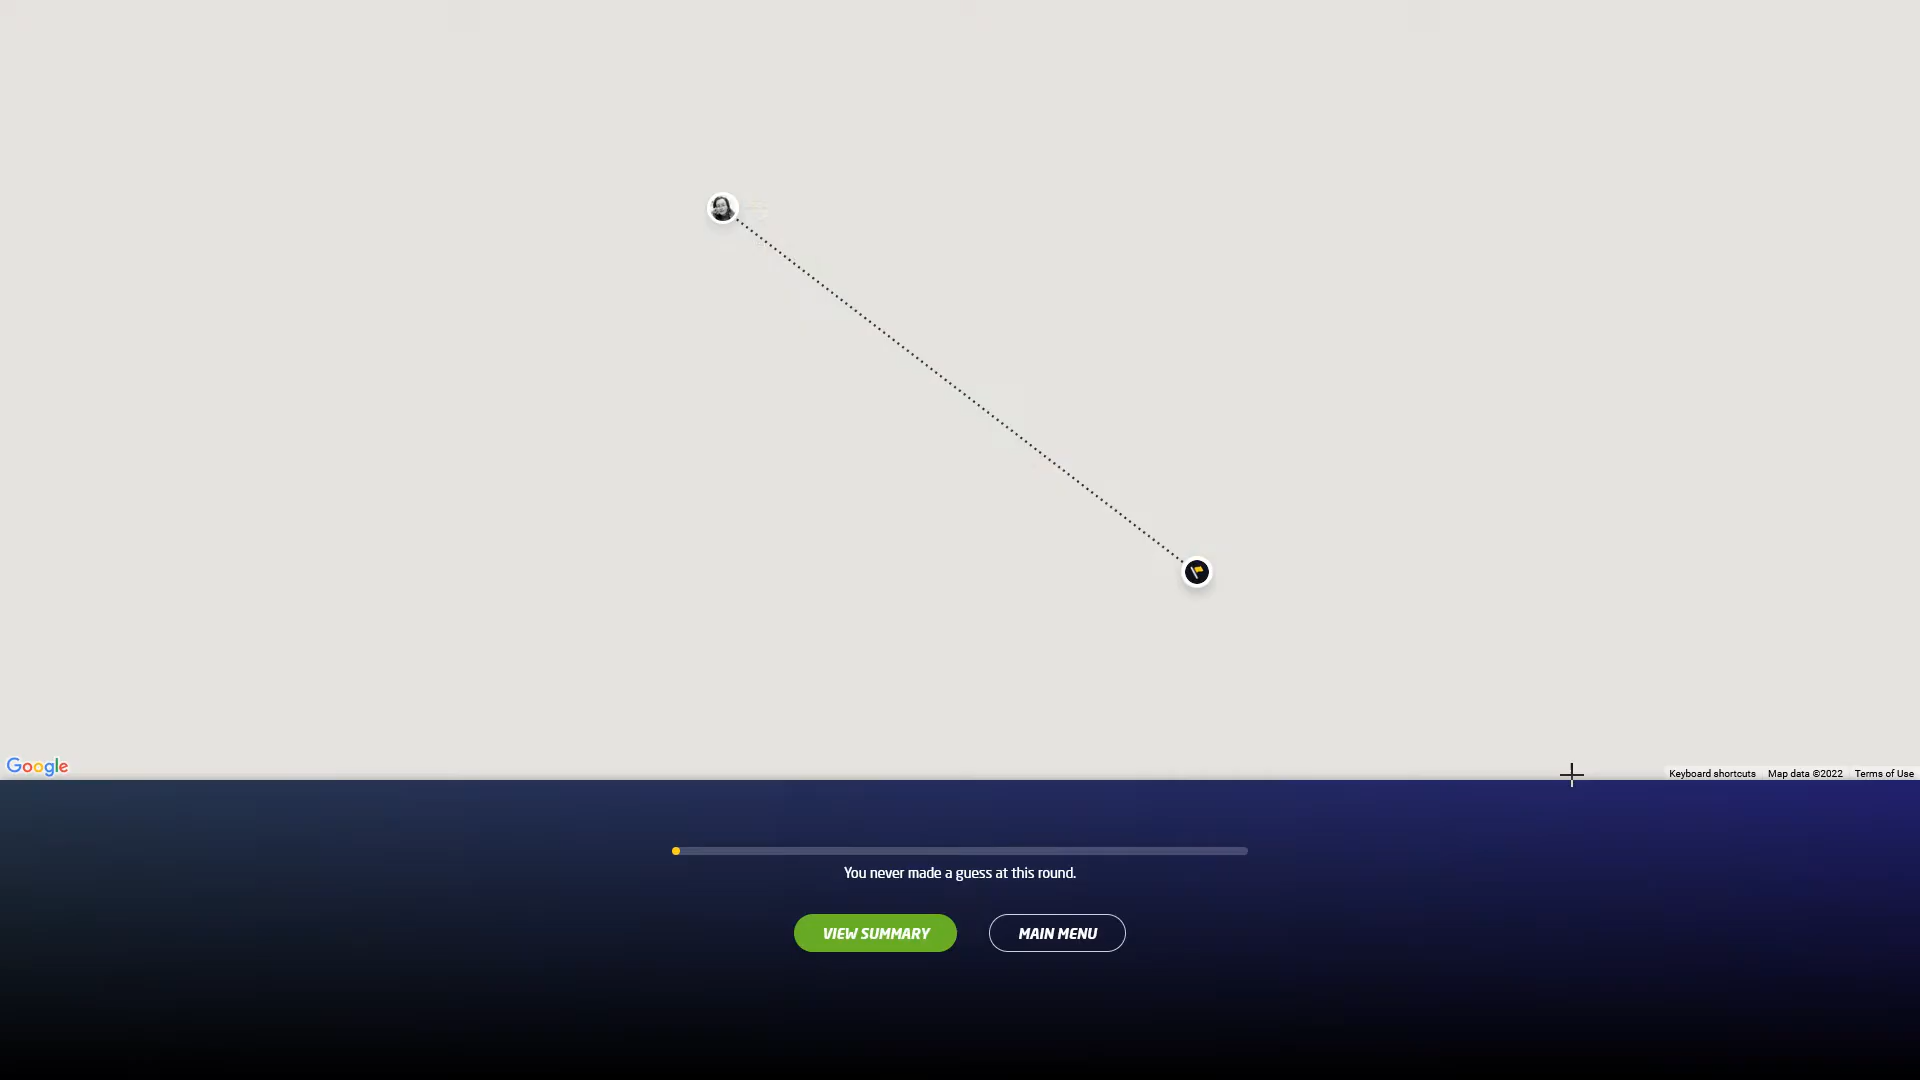 Google
Keyboard shortcuts Map data ©2022 Terms of Use
You never made a guess at this round.
VIEW SUMMARY MAIN MENU